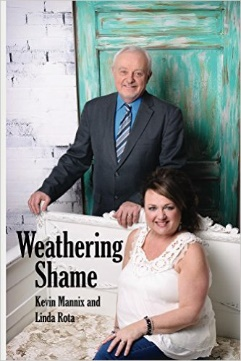 Weathering
Shame
Kevin Mannix and
Linda Rota